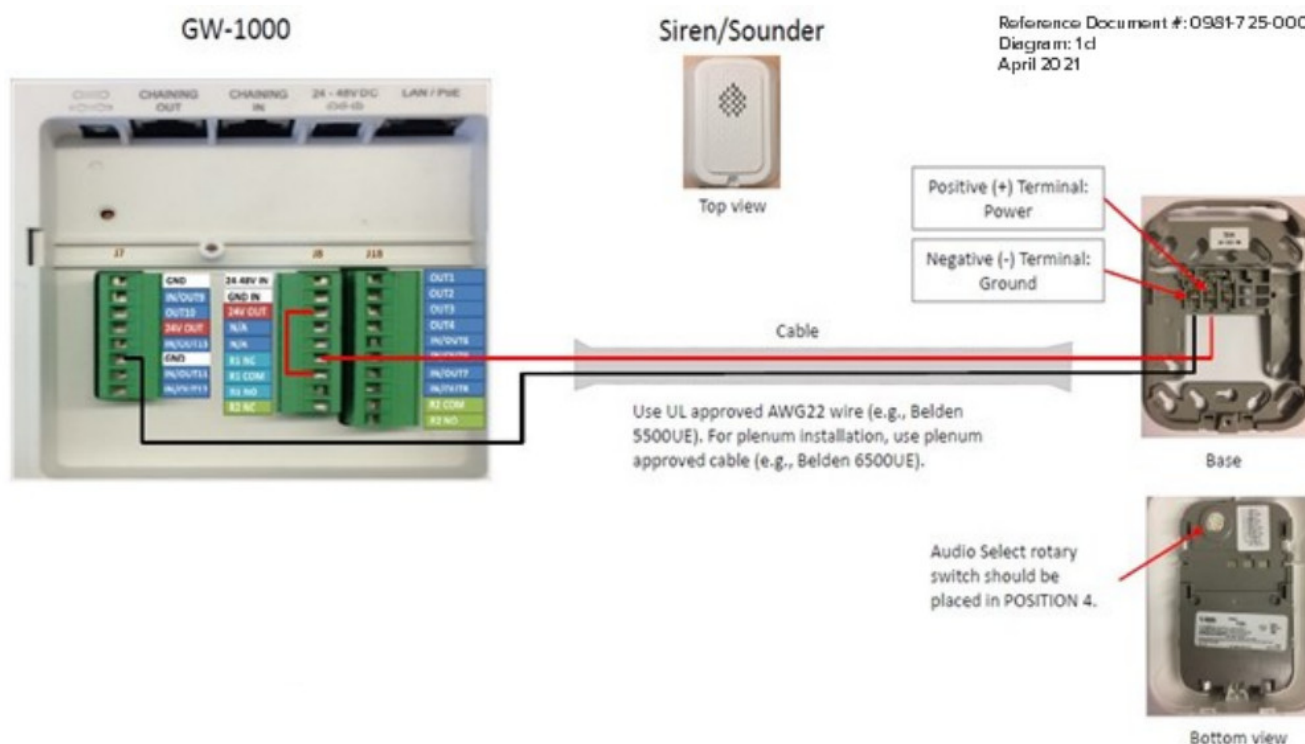 GW-1000
Siren/Sounder
Reference Document #: 0981-725-000
Diagram: 1d
April 2021
CHAINING OUT
CHAINING IN
24 - 48V DC
LAN / PoE
Top view
Positive (+) Terminal:
Power
Negative (-) Terminal:
Ground
J7
J8
J18
GND
IN/OUT9
OUT10
24V OUT
IN/OUT13
GND
IN/OUT11
IN/OUT12
24-48V IN
GND IN
24V OUT
N/A
N/A
R1 NC
R1 COM
R1 NO
R2 NC
OUT1
OUT2
OUT3
OUT4
IN/OUT7
IN/OUT8
R2 COM
R2 NO
Cable
Use UL approved AWG22 wire (e.g., Belden
5500UE). For plenum installation, use plenum
approved cable (e.g., Belden 6500UE).
Base
Audio Select rotary
switch should be
placed in POSITION 4.
Bottom view